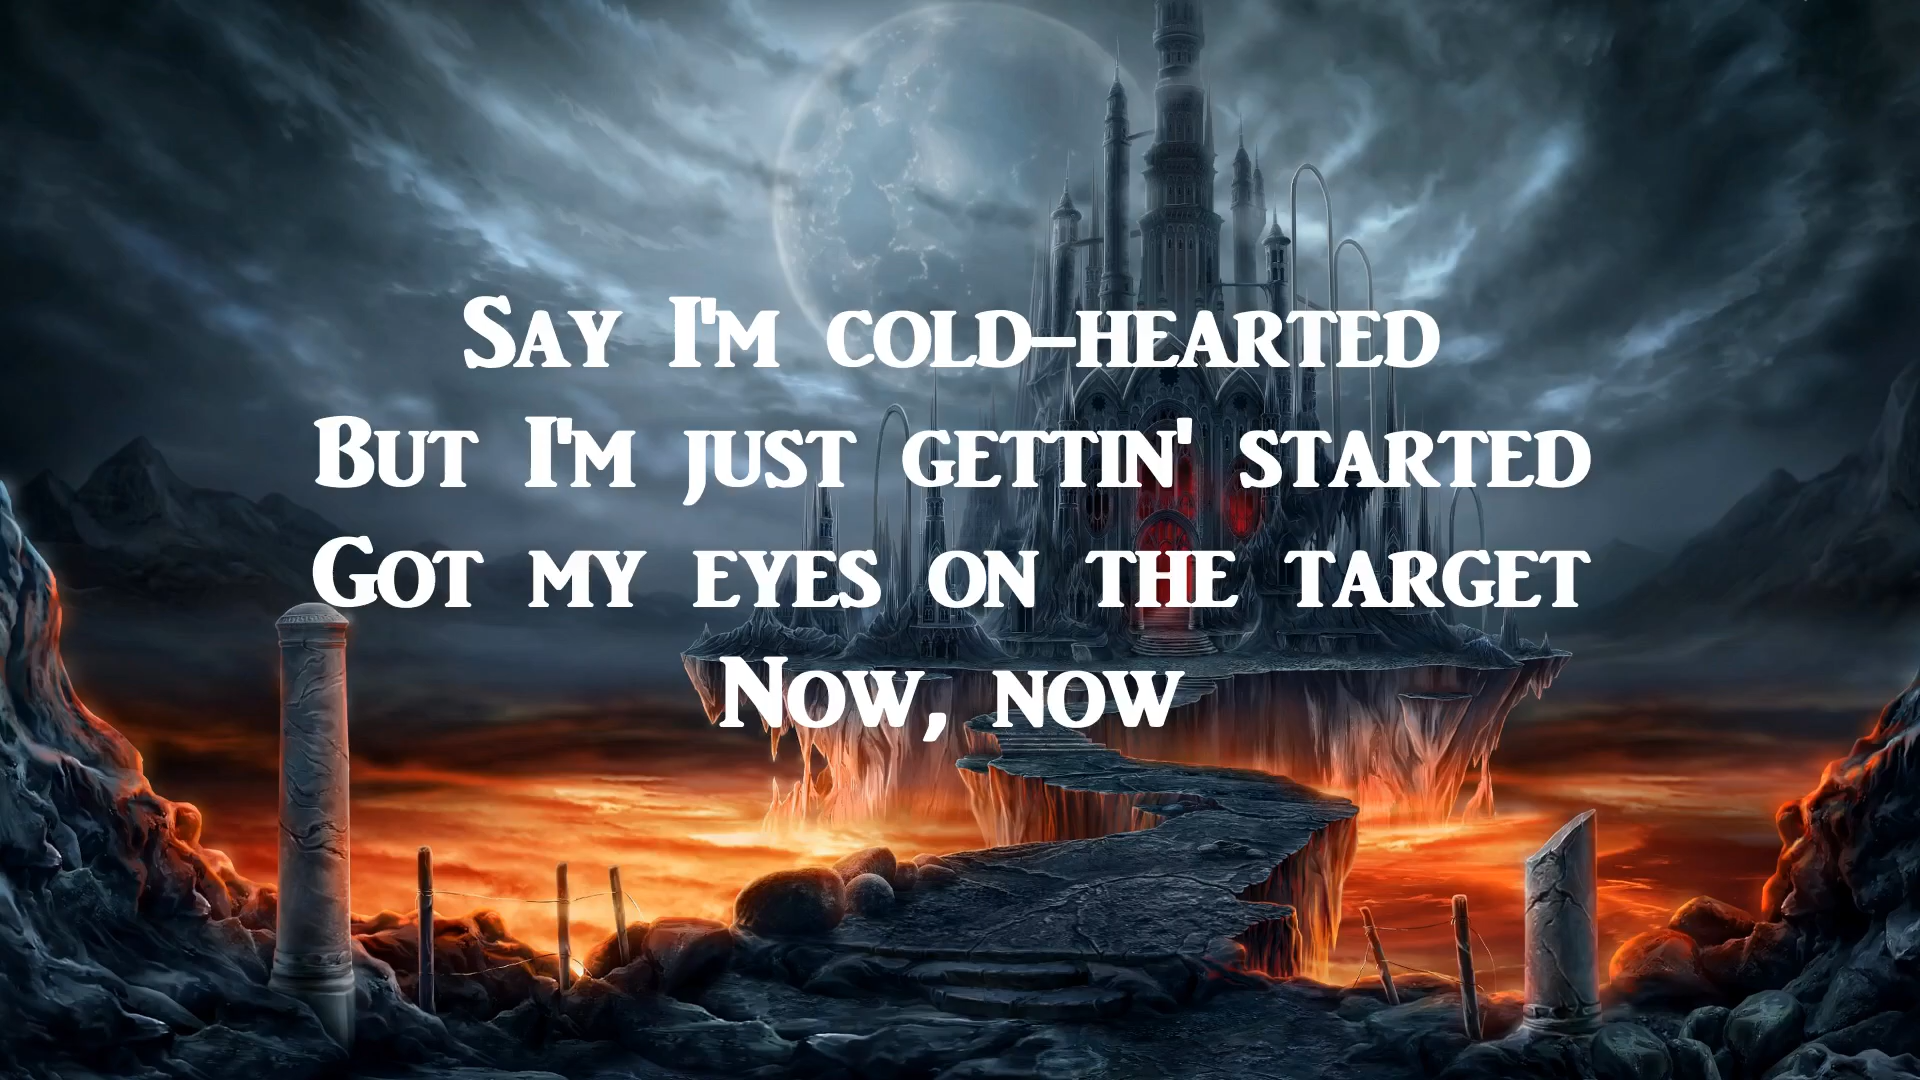 Say I'm cold-hearted
But I'm just gettin' started
Got my eyes on the target
Now, now